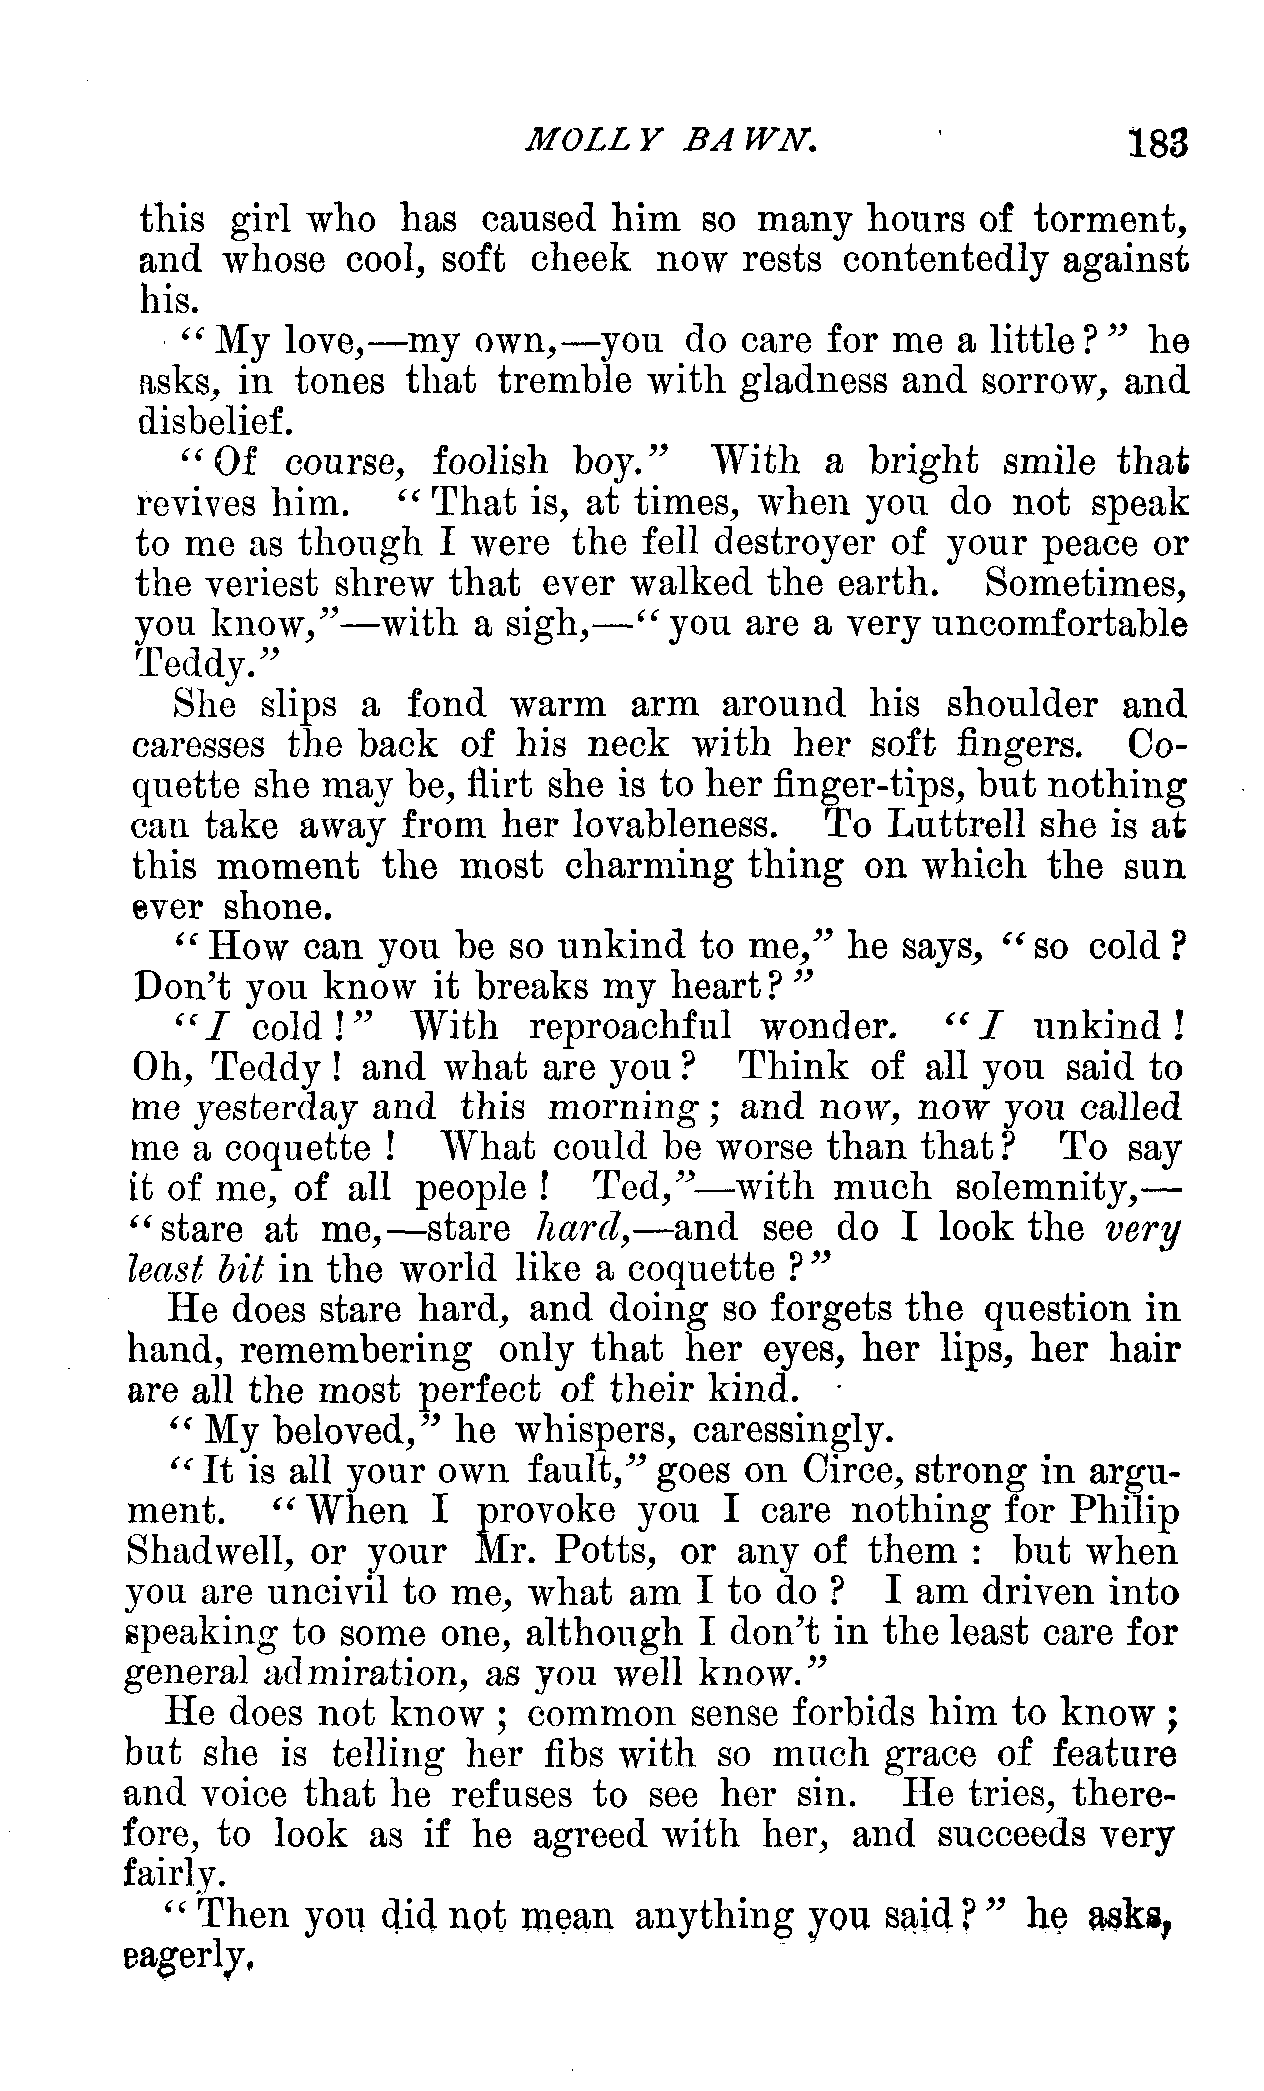 MOLLY BAWN. 183
this girl who has caused him so many hours of torment,
and whose cool, soft cheek now rests contentedly against
his.
"My love,—my own,—you do care for me a little?" he
asks, in tones that tremble with gladness and sorrow, and
disbelief.
"Of course, foolish boy." With a bright smile that
revives him. "That is, at times, when you do not speak
to me as though I were the fell destroyer of your peace or
the veriest shrew that ever walked the earth. Sometimes,
you know,"—with a sigh,—"you are a very uncomfortable
Teddy."
She slips a fond warm arm around his shoulder and
caresses the back of his neck with her soft fingers. Co-
quette she may be, flirt she is to her finger-tips, but nothing
can take away from her lovableness. To Luttrell she is at
this moment the most charming thing on which the sun
ever shone.
"How can you be so unkind to me," he says, "so cold?
Don't you know it breaks my heart?"
"I cold!" With reproachful wonder. "I unkind!
Oh, Teddy! and what are you? Think of all you said to
me yesterday and this morning; and now, now you called
me a coquette! What could be worse than that? To say
it of me, of all people! Ted,"—with much solemnity,—
"stare at me,—stare hard,—and see do I look the very
least bit in the world like a coquette?"
He does stare hard, and doing so forgets the question in
hand, remembering only that her eyes, her lips, her hair
are all the most perfect of their kind.
"My beloved," he whispers, caressingly.
"It is all your own fault," goes on Circe, strong in argu-
ment. "When I provoke you I care nothing for Philip
Shadwell, or your Mr. Potts, or any of them: but when
you are uncivil to me, what am I to do? I am driven into
speaking to some one, although I don't in the least care for
general admiration, as you well know."
He does not know; common sense forbids him to know;
but she is telling her fibs with so much grace of feature
and voice that he refuses to see her sin. He tries, there-
fore, to look as if he agreed with her, and succeeds very
fairly.
"Then you did not mean anything you said?" he asks,
eagerly.